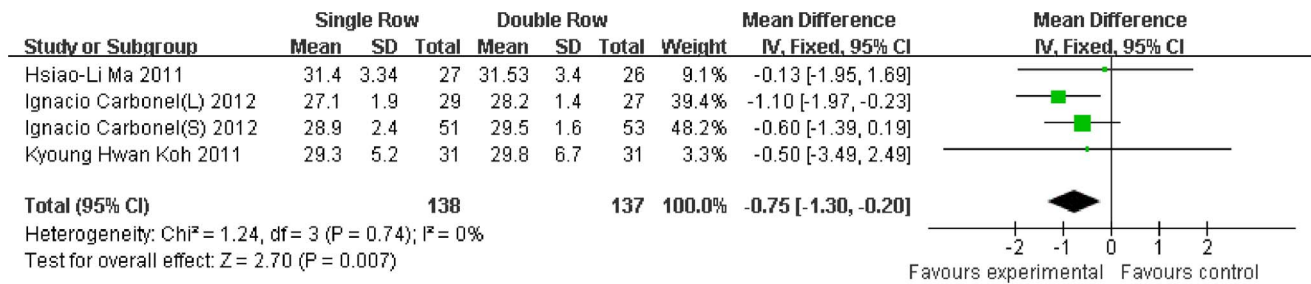 Single Row Double Row Mean Difference Mean Difference
Study or Subgroup Mean SD Total Mean SD Total Weight IV, Fixed, 95% CI IV, Fixed, 95% CI
Hsiao-Li Ma 2011 31.4 3.34 27 31.53 3.4 26 9.1% -0.13 [-1.95, 1.69]
Ignacio Carbonel(L) 2012 27.1 1.9 29 28.2 1.4 27 39.4% -1.10 [-1.97, -0.23]
Ignacio Carbonel(S) 2012 28.9 2.4 51 29.5 1.6 53 48.2% -0.60 [-1.39, 0.19]
Kyoung Hwan Koh 2011 29.3 5.2 31 29.8 6.7 31 3.3% -0.50 [-3.49, 2.49]
Total (95% CI) 138 137 100.0% -0.75 [-1.30, -0.20]
Heterogeneity: Chi² = 1.24, df = 3 (P = 0.74); I² = 0%
Test for overall effect: Z = 2.70 (P = 0.007)
-2 -1 0 1 2
Favours experimental Favours control